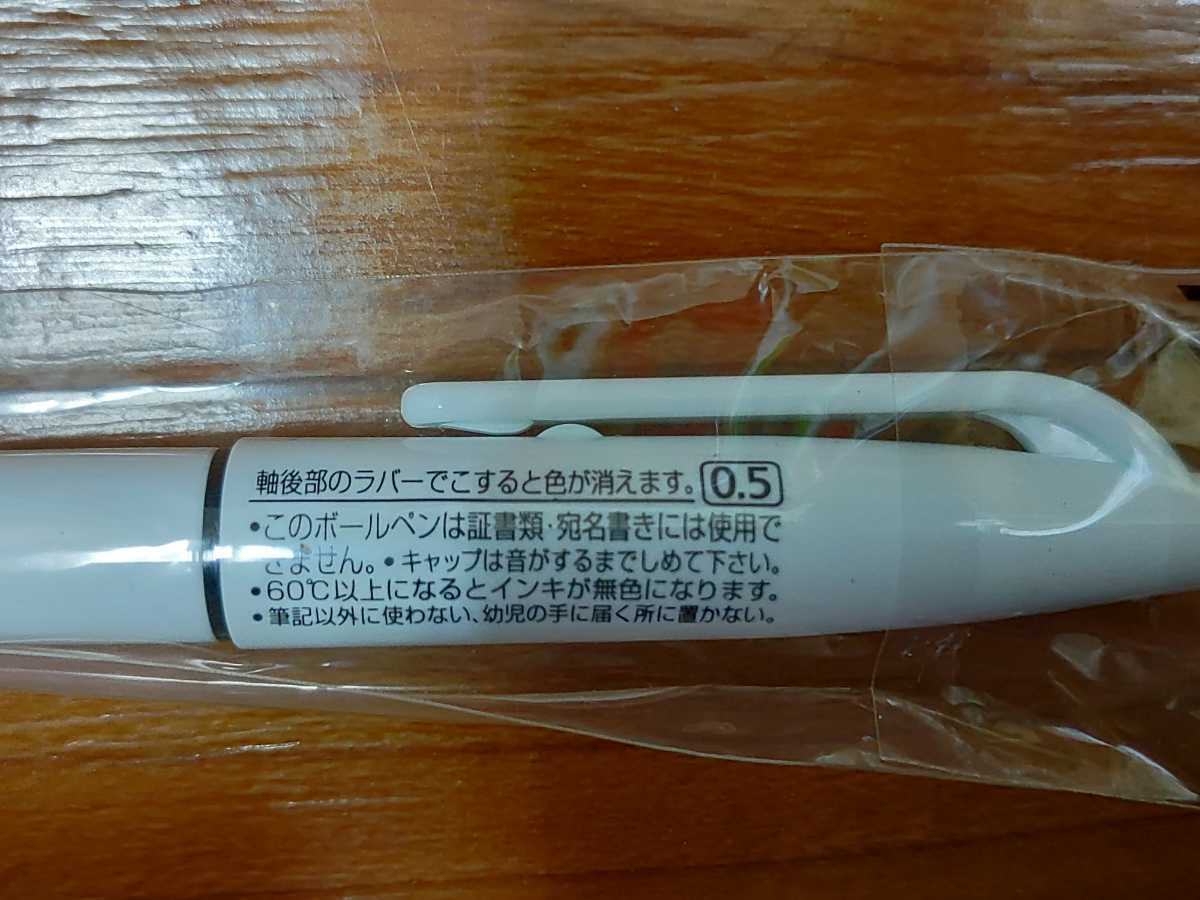 軸後部のラバーでこすると色が消えます。 0.5
•このボールペンは証書類・宛名書きには使用で
きません。•キャップは音がするまでしめて下さい。
•60℃以上になるとインキが無色になります。
•筆記以外に使わない、幼児の手に届く所に置かない。